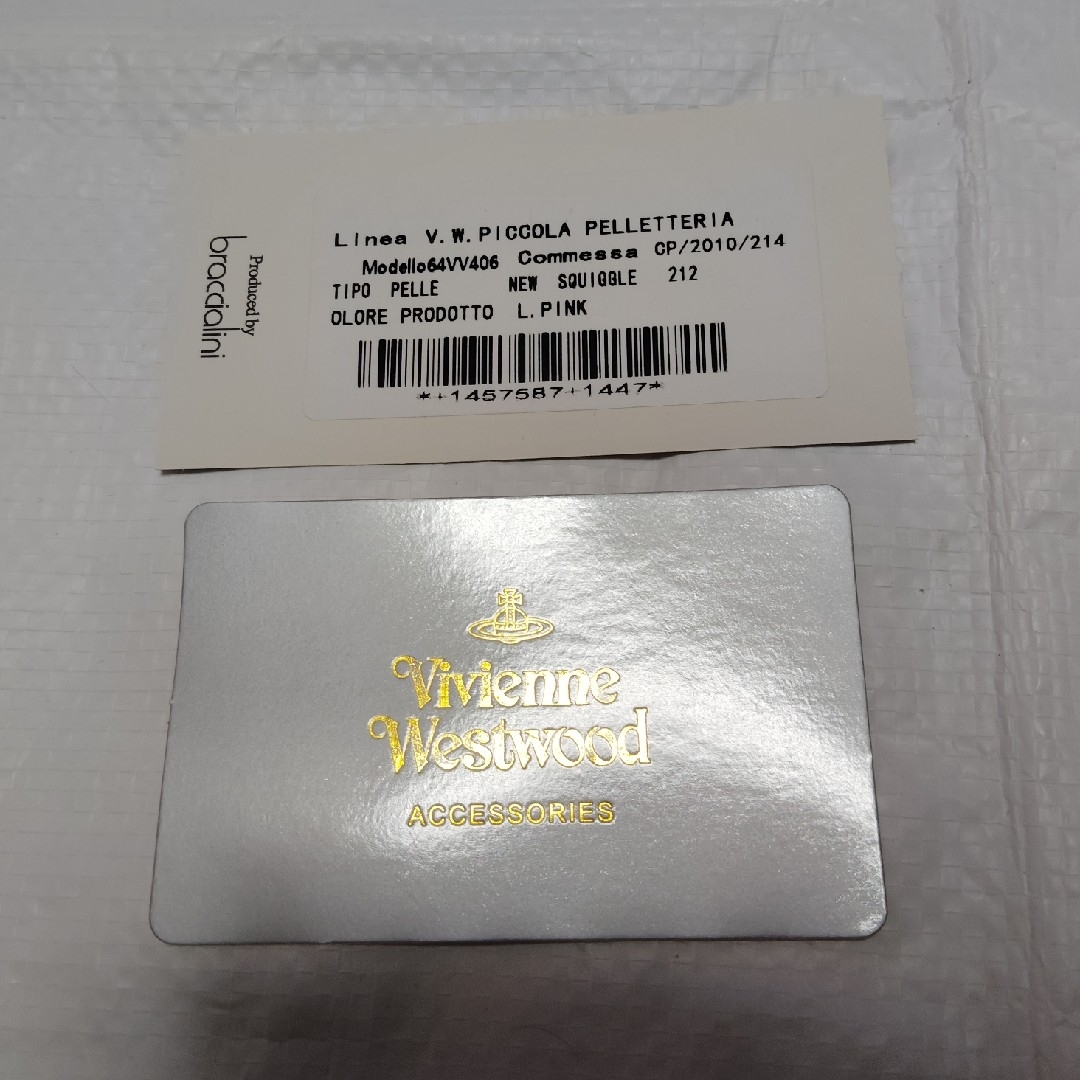 Produced by
braccialini
Linea V.W.PICCOLA PELLETTERIA
Modello64VV406 Commessa CP/2010/214
TIPO PELLE NEW SQUIGGLE 212
OLORE PRODOTTO L.PINK
*+1457587+1447*
Vivienne
Westwood
ACCESSORIES